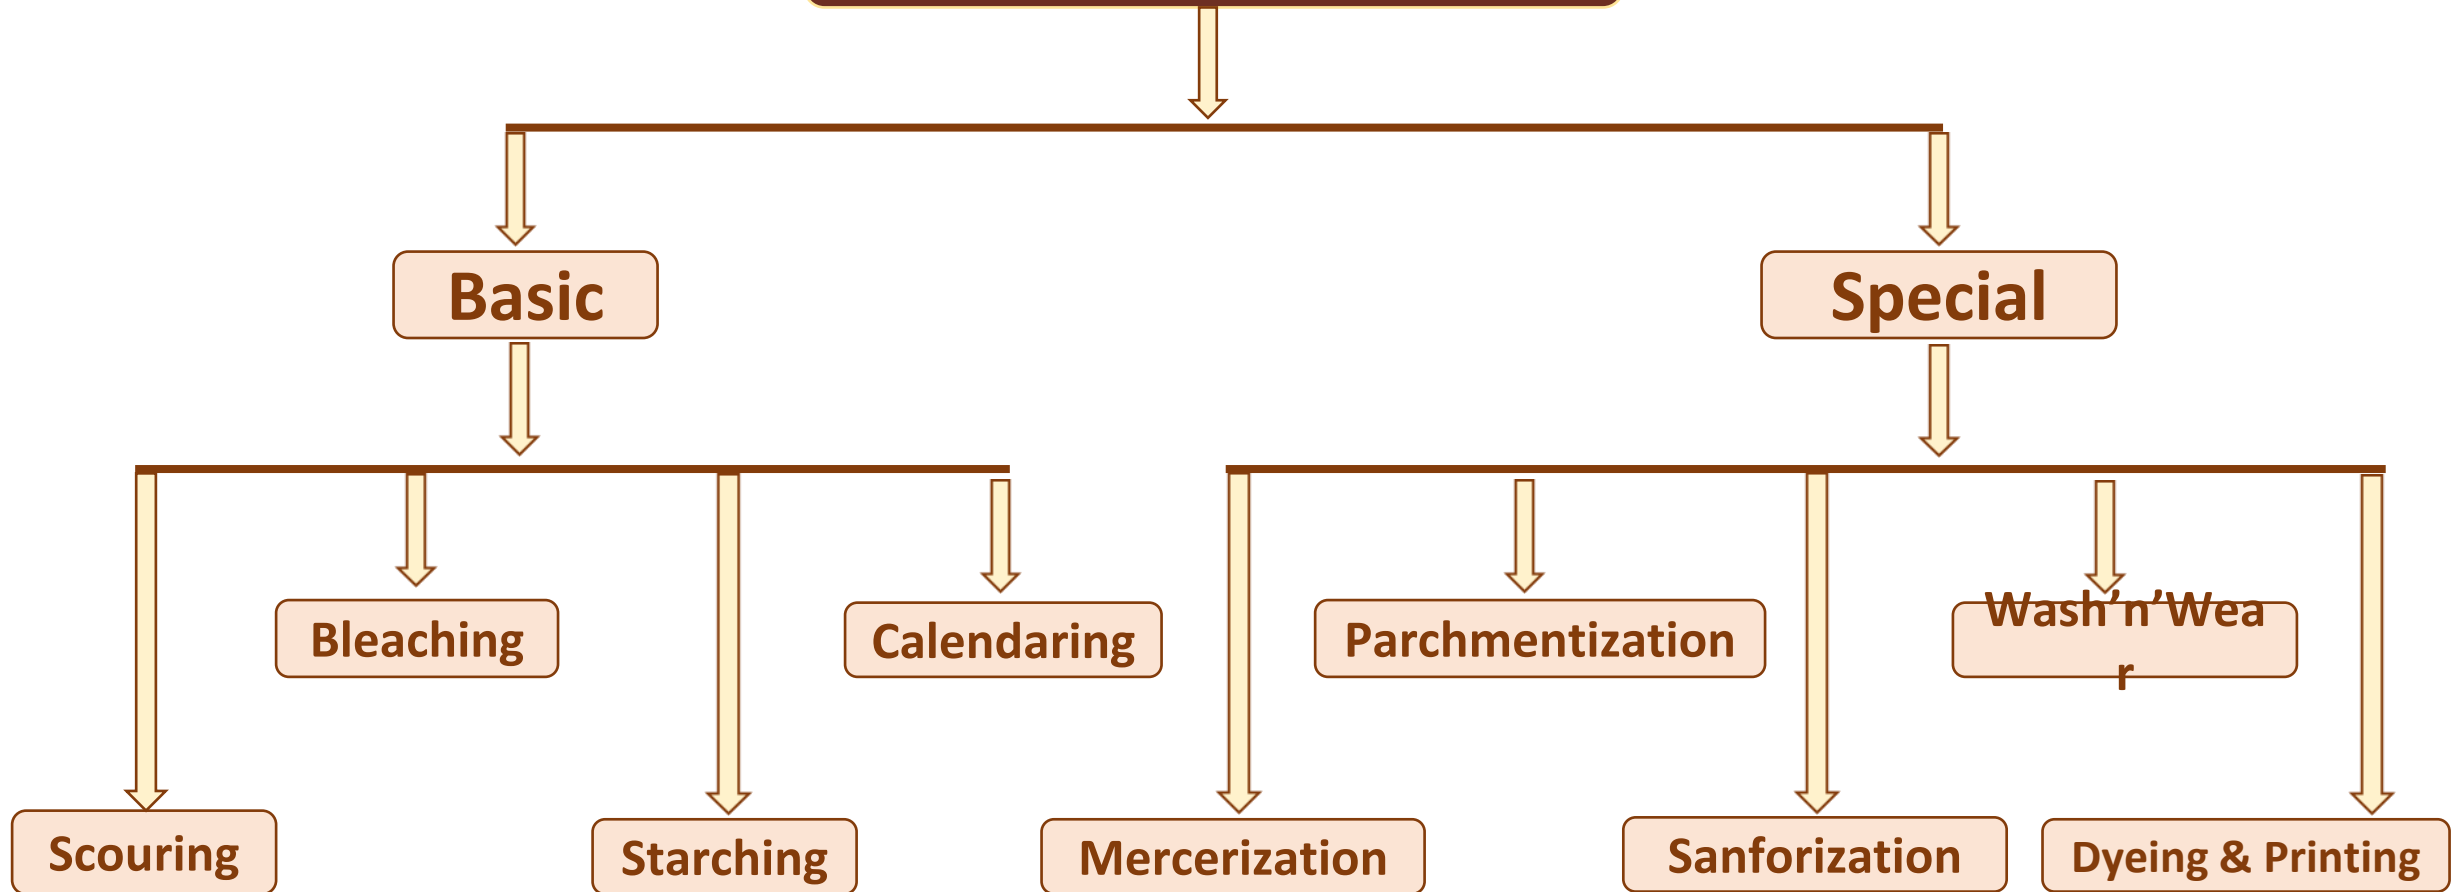 Basic
Special
Bleaching
Calendaring
Parchmentization
Wash’n’Wea
r
Scouring
Starching
Mercerization
Sanforization
Dyeing & Printing